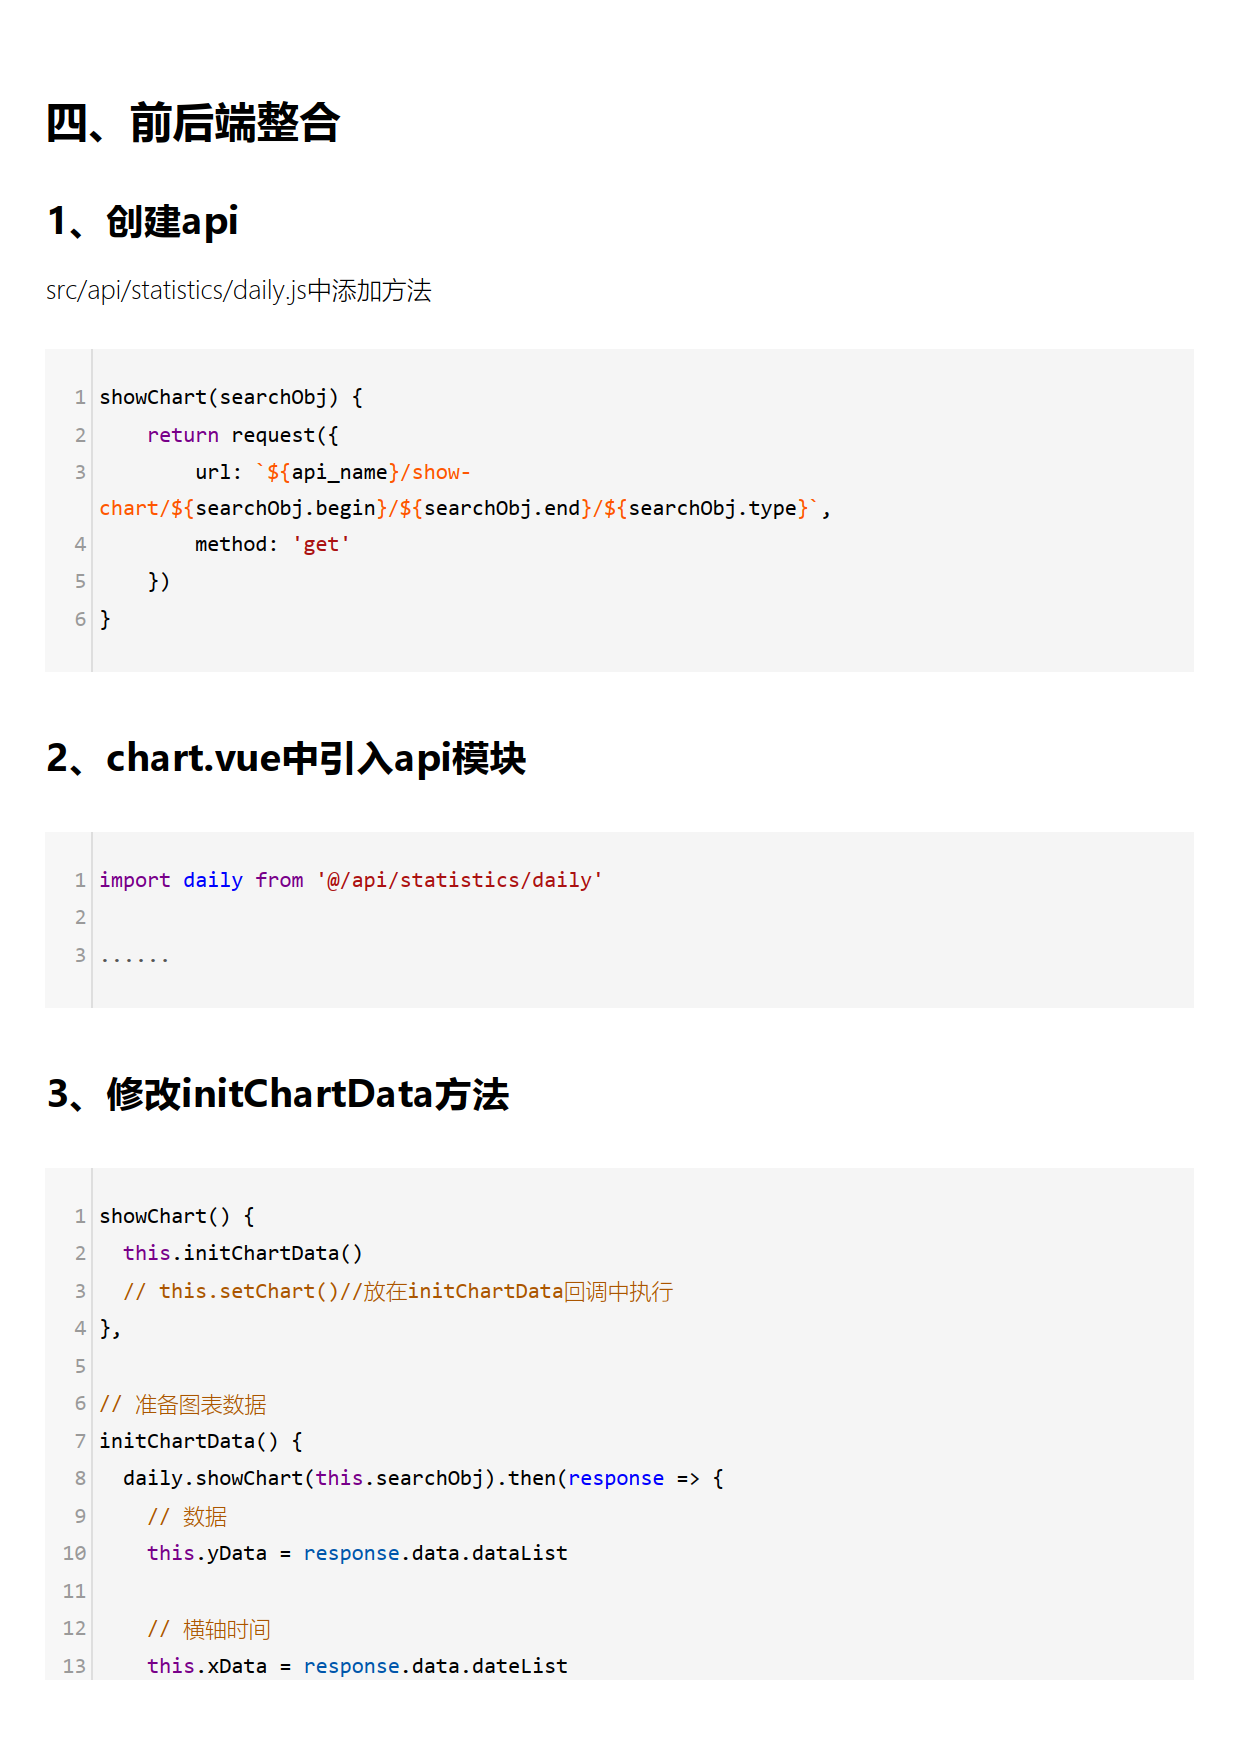 四、前后端整合
1、创建api
src/api/statistics/daily.js中添加方法
1 showChart(searchObj) {
2     return request({
3         url: `${api_name}/show-
chart/${searchObj.begin}/${searchObj.end}/${searchObj.type}`,
4         method: 'get'
5     })
6 }
2、chart.vue中引入api模块
1 import daily from '@/api/statistics/daily'
2
3 ......
3、修改initChartData方法
1 showChart() {
2   this.initChartData()
3   // this.setChart()//放在initChartData回调中执行
4 },
5
6 // 准备图表数据
7 initChartData() {
8   daily.showChart(this.searchObj).then(response => {
9     // 数据
10     this.yData = response.data.dataList
11
12     // 横轴时间
13     this.xData = response.data.dateList